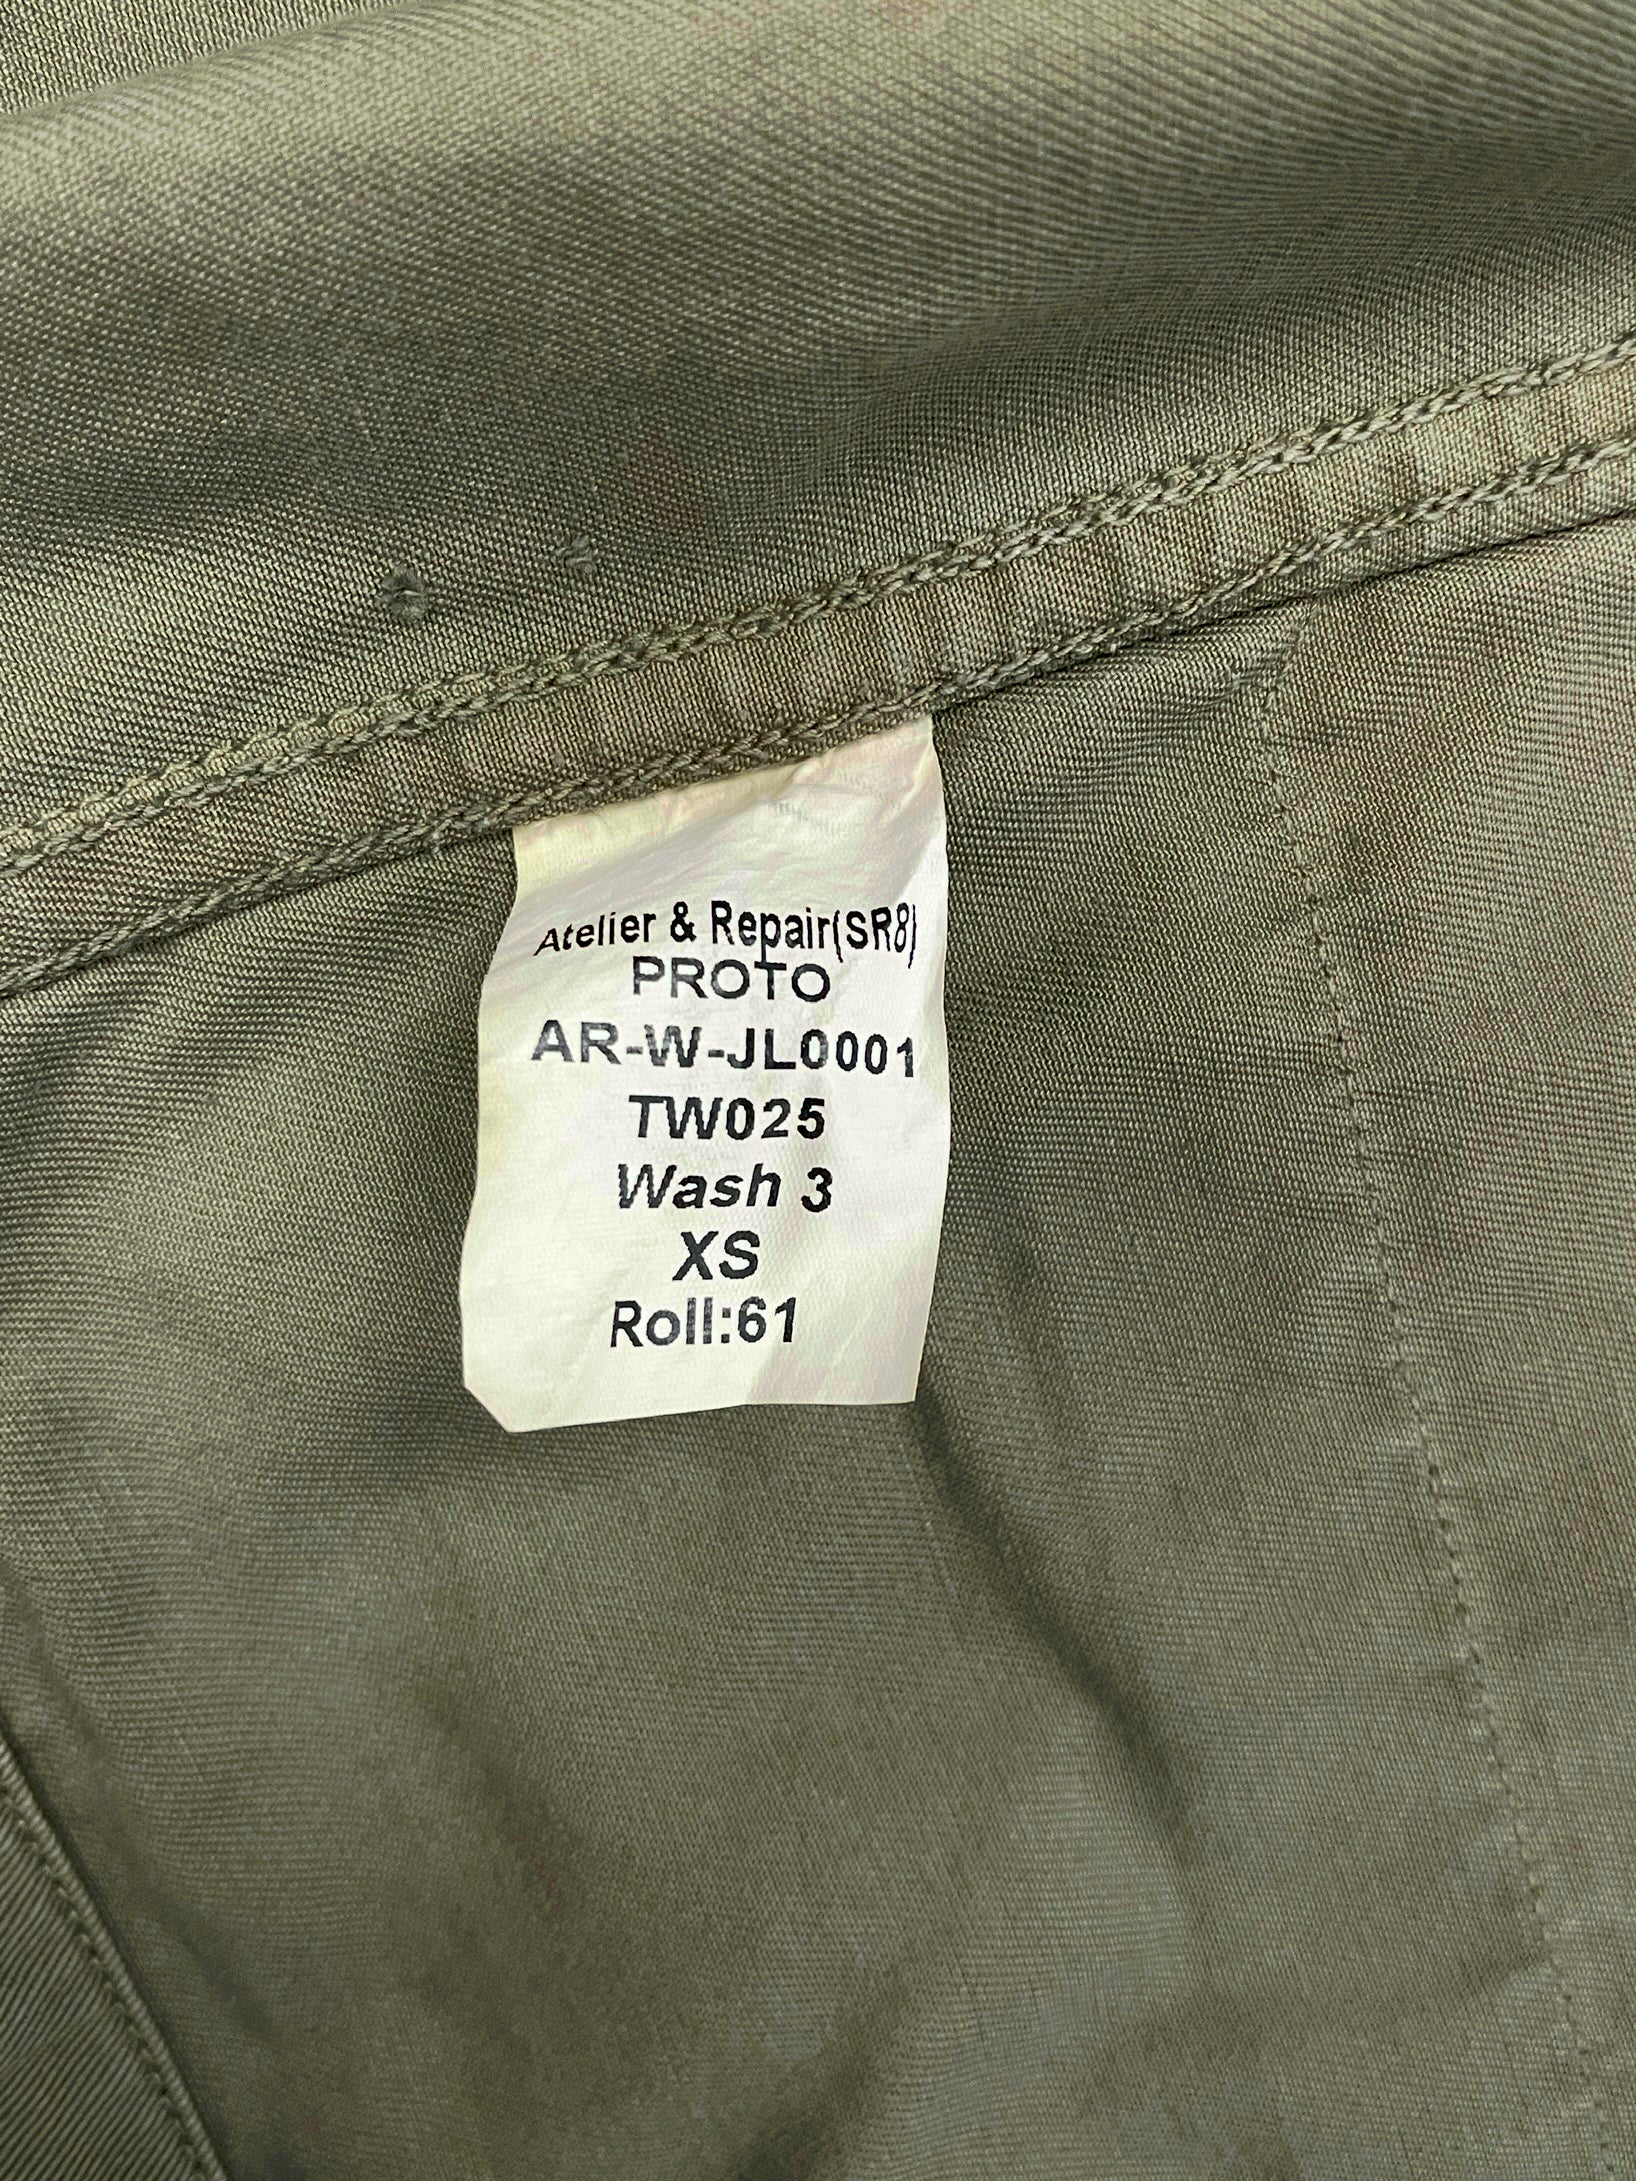 Atelier & Repair(SR8)
PROTO
AR-W-JL0001
TW025
Wash 3
XS
Roll:61